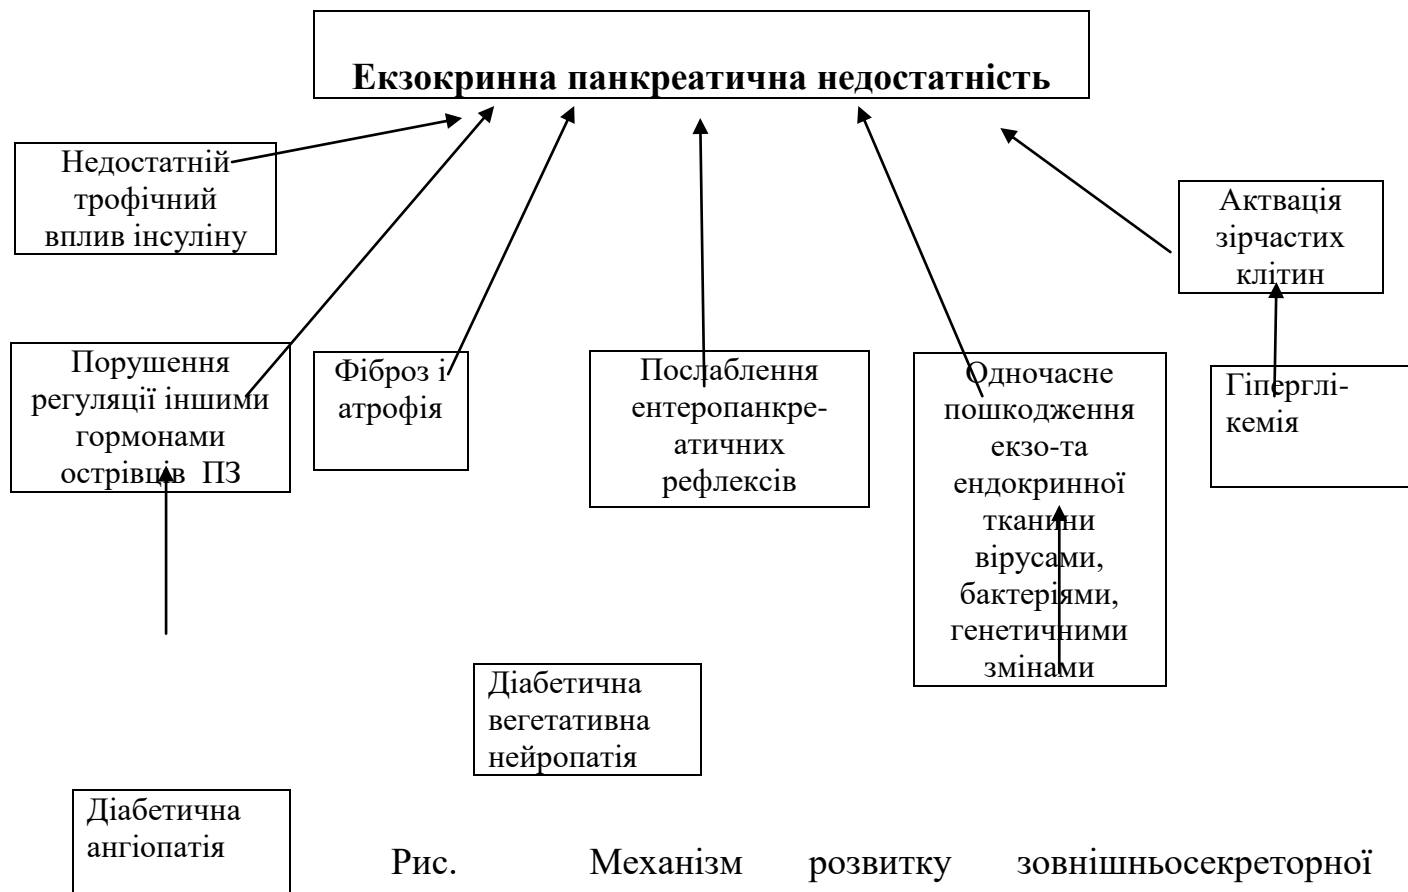 Екзокринна панкреатична недостатність
Недостатній
трофічний
вплив інсуліну
Актвація
зірчастих
клітин
Порушення
регуляції іншими
гормонами
острівців ПЗ
Фіброз і
атрофія
Послаблення
ентеропанкре-
атичних
рефлексів
Одночасне
пошкодження
екзо-та
ендокринної
тканини
вірусами,
бактеріями,
генетичними
змінами
Гіперглі-
кемія
Діабетична
вегетативна
нейропатія
Діабетична
ангіопатія
Рис. Механізм розвитку зовнішньосекреторної